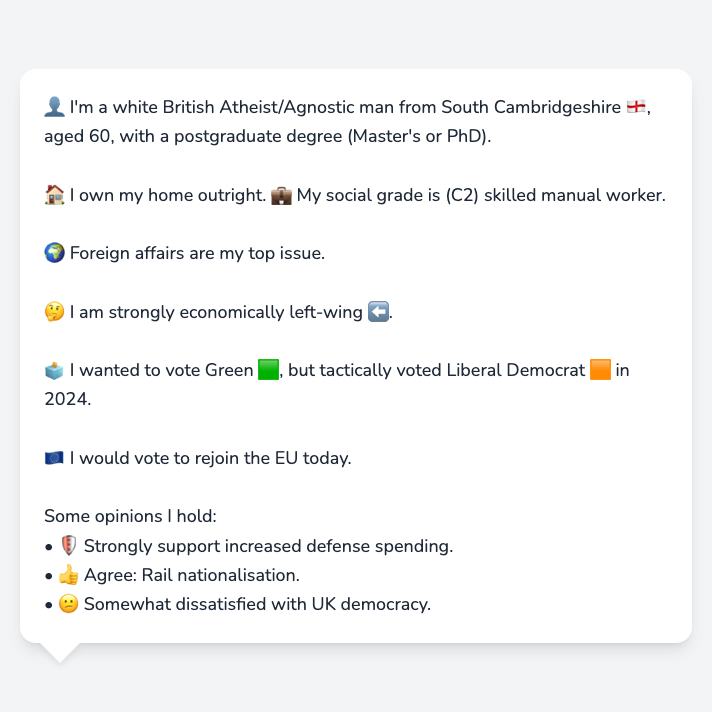 👤 I'm a white British Atheist/Agnostic man from South Cambridgeshire 🏴󠁧󠁢󠁥󠁮󠁧󠁿,
aged 60, with a postgraduate degree (Master's or PhD).
🏠 I own my home outright. 💼 My social grade is (C2) skilled manual worker.
🌍 Foreign affairs are my top issue.
🤔 I am strongly economically left-wing ⬅️.
🗳️ I wanted to vote Green 🟩, but tactically voted Liberal Democrat 🟧 in
2024.
🇪🇺 I would vote to rejoin the EU today.
Some opinions I hold:
• 🛡️ Strongly support increased defense spending.
• 👍 Agree: Rail nationalisation.
• 😕 Somewhat dissatisfied with UK democracy.